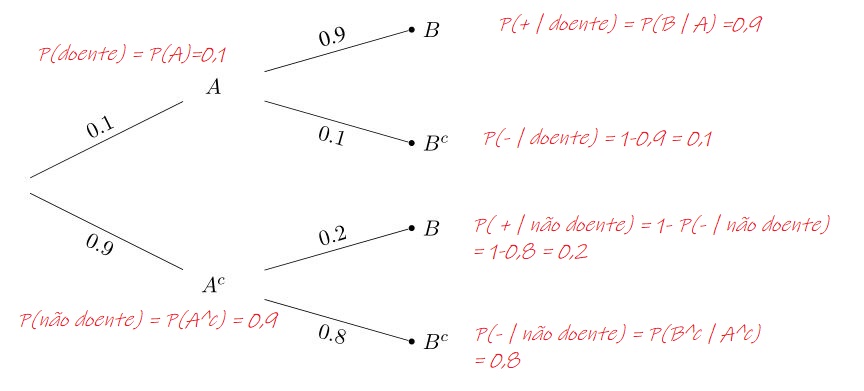 P(+ | doente) = P(B | A) =0,9
0.9
B
P(doente) = P(A)=0,1
A
0.1
0.1
B^c
P(- | doente) = 1-0,9 = 0,1
P( + | não doente) = 1- P(- | não doente)
= 1-0,8 = 0,2
0.2
B
0.9
A^c
P(não doente) = P(A^c) = 0,9
0.8
B^c
P(- | não doente) = P(B^c | A^c)
= 0,8